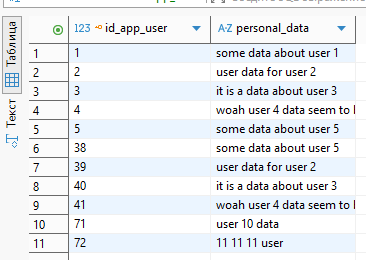 123 id_app_user A-Z personal_data
1 1 some data about user 1
2 2 user data for user 2
3 3 it is a data about user 3
4 4 woah user 4 data seem to
5 5 some data about user 5
6 38 some data about user 5
7 39 user data for user 2
8 40 it is a data about user 3
9 41 woah user 4 data seem to
10 71 user 10 data
11 72 11 11 11 user
Таблица
Текст